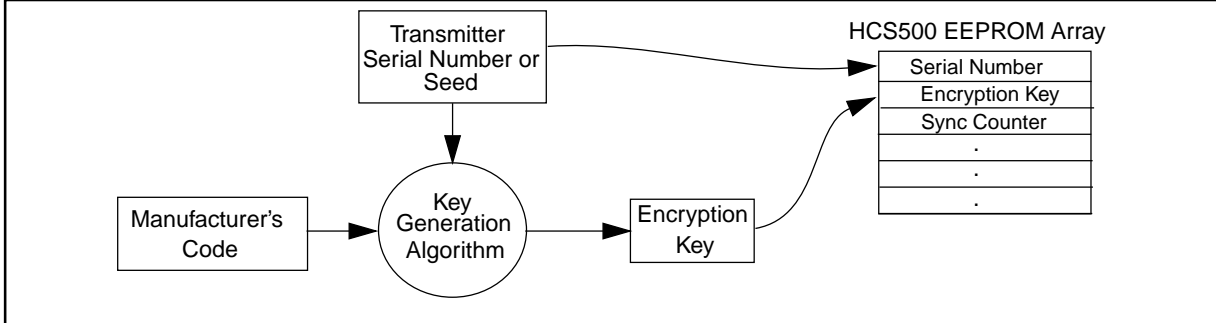 Transmitter
Serial Number or
Seed
HCS500 EEPROM Array
Serial Number
Encryption Key
Sync Counter
.
.
.
Manufacturer's
Code
Key
Generation
Algorithm
Encryption
Key